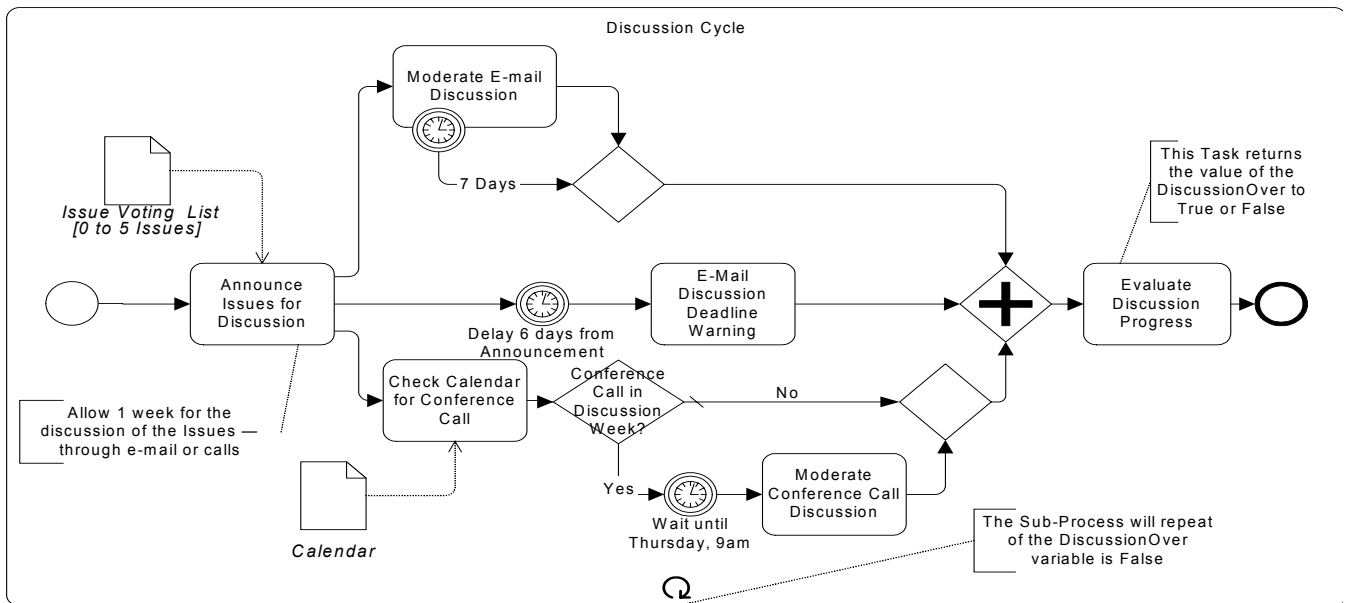 Discussion Cycle
Moderate E-mail
Discussion
7 Days
This Task returns
the value of the
DiscussionOver to
True or False
Issue Voting List
[0 to 5 Issues]
Announce
Issues for
Discussion
Delay 6 days from
Announcement
E-Mail
Discussion
Deadline
Warning
Evaluate
Discussion
Progress
Check Calendar
for Conference
Call
Conference
Call in
Discussion
Week?
No
Allow 1 week for the
discussion of the Issues —
through e-mail or calls
Yes
Wait until
Thursday, 9am
Moderate
Conference Call
Discussion
Calendar
The Sub-Process will repeat
of the DiscussionOver
variable is False